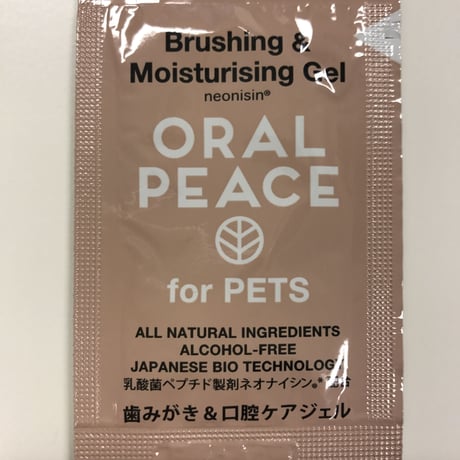 Brushing &
Moisturising Gel
neonisin®
ORAL
PEACE
for PETS
ALL NATURAL INGREDIENTS
ALCOHOL-FREE
JAPANESE BIO TECHNOLOGY
乳酸菌ペプチド製剤ネオナイシン®* 配合
歯みがき&口腔ケアジェル